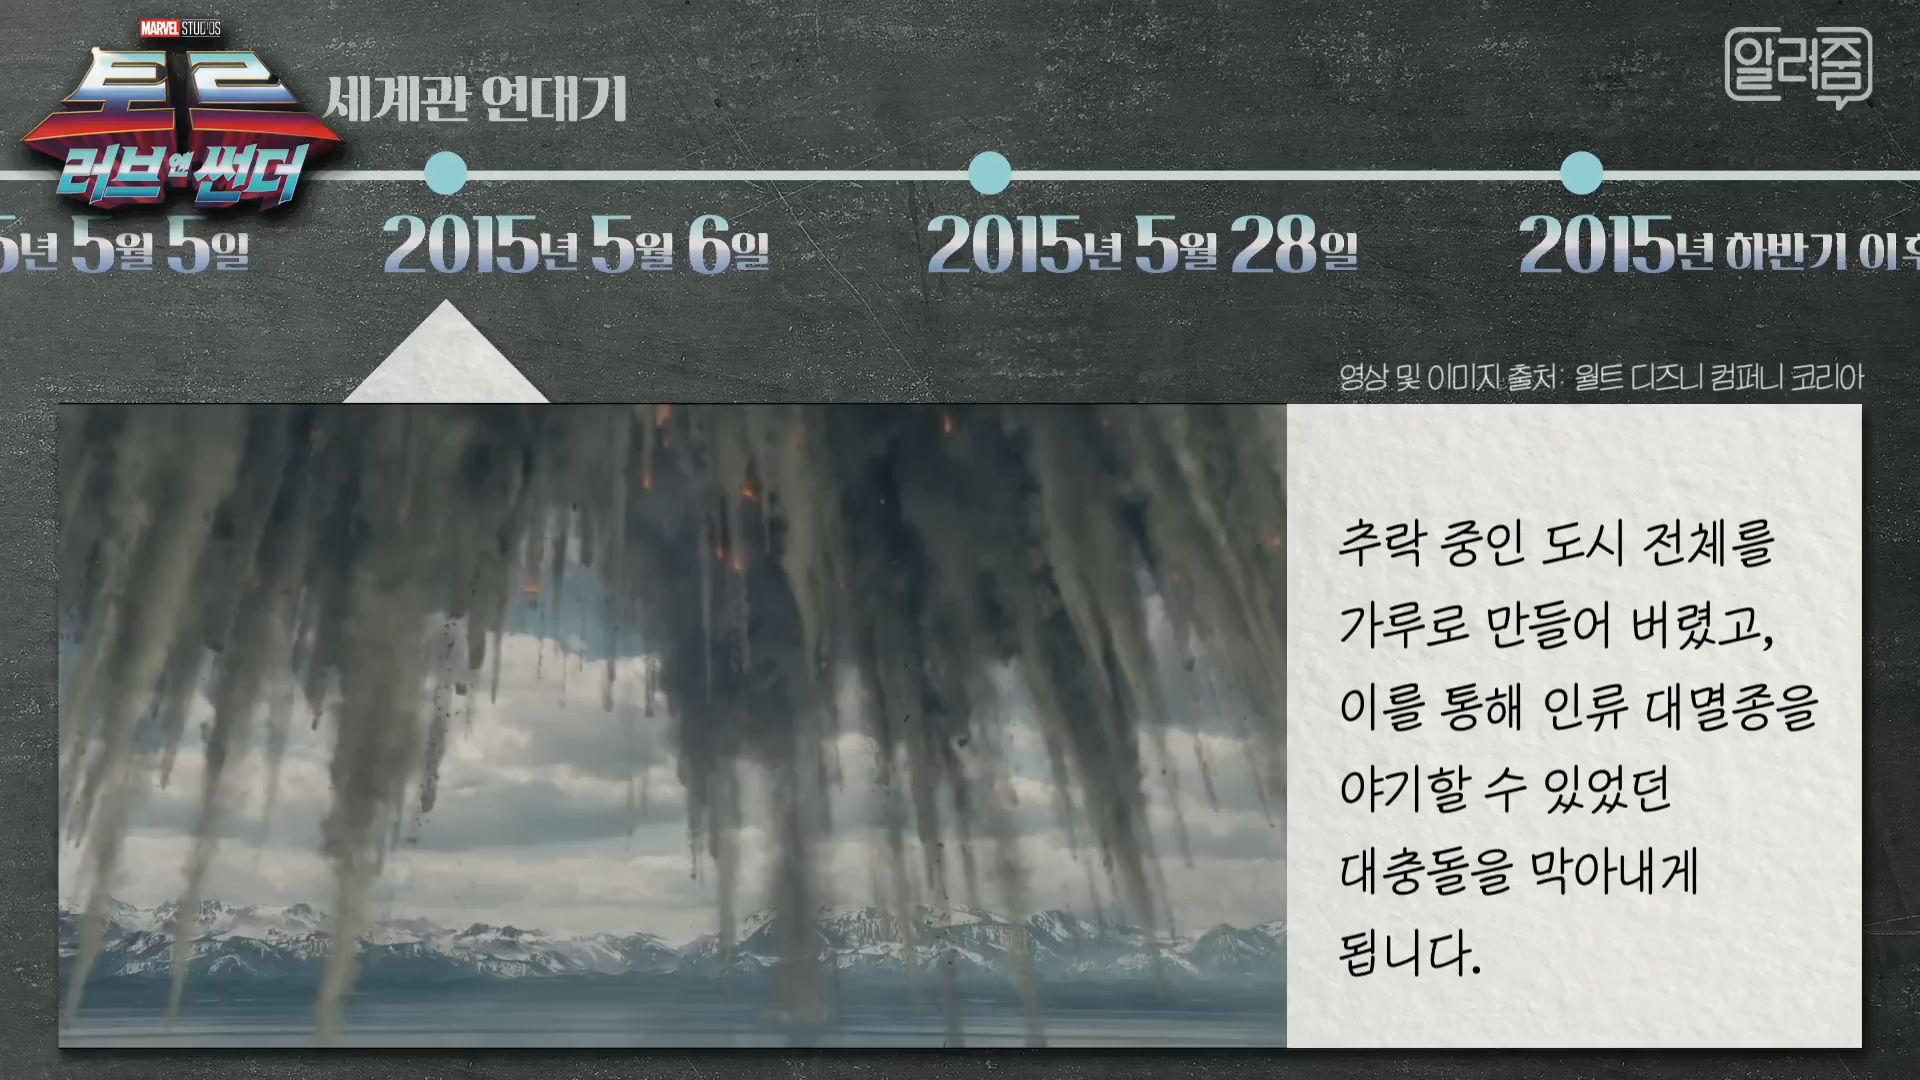 MARVEL STUDIOS
토르
러브 앤 썬더
세계관 연대기
알려줌
5년 5월 5일
2015년 5월 6일
2015년 5월 28일
2015년 하반기 이후
영상 및 이미지 출처: 월트 디즈니 컴퍼니 코리아
추락 중인 도시 전체를
가루로 만들어 버렸고,
이를 통해 인류 대멸종을
야기할 수 있었던
대충돌을 막아내게
됩니다.